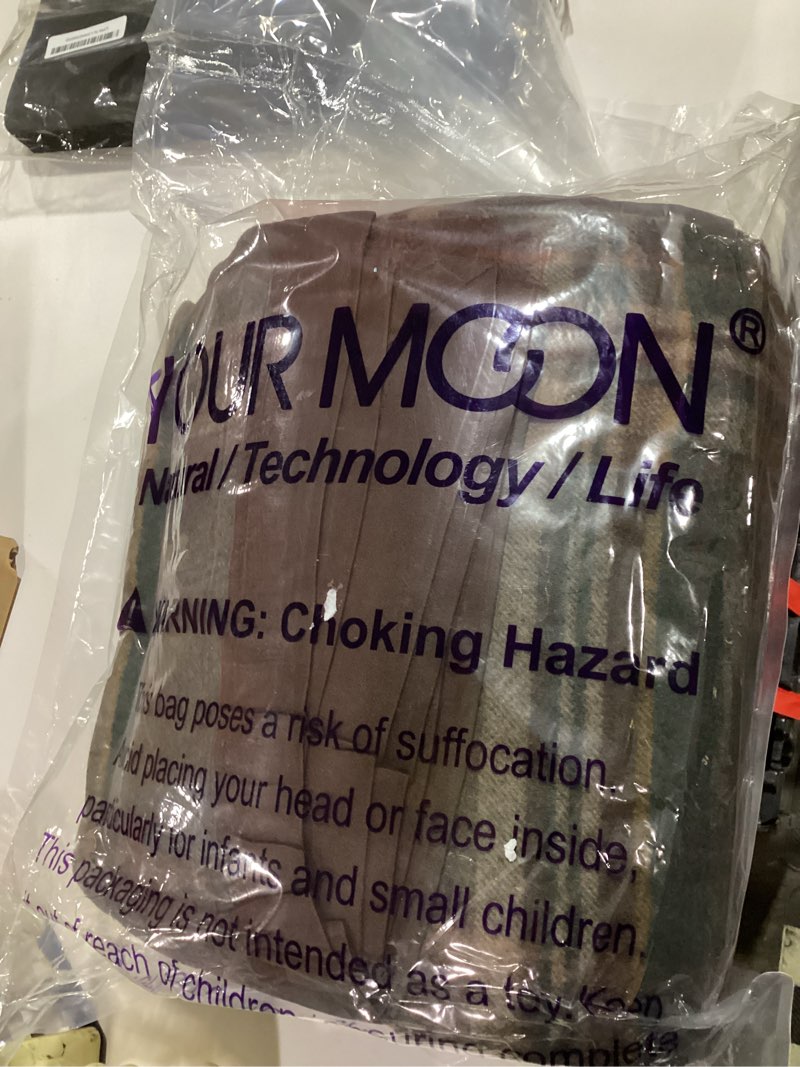 YOUR MOON®
Natural / Technology / Life
WARNING: Choking Hazard
This bag poses a risk of suffocation.
Avoid placing your head or face inside,
particularly for infants and small children.
This packaging is not intended as a toy. Keep
out of reach of children